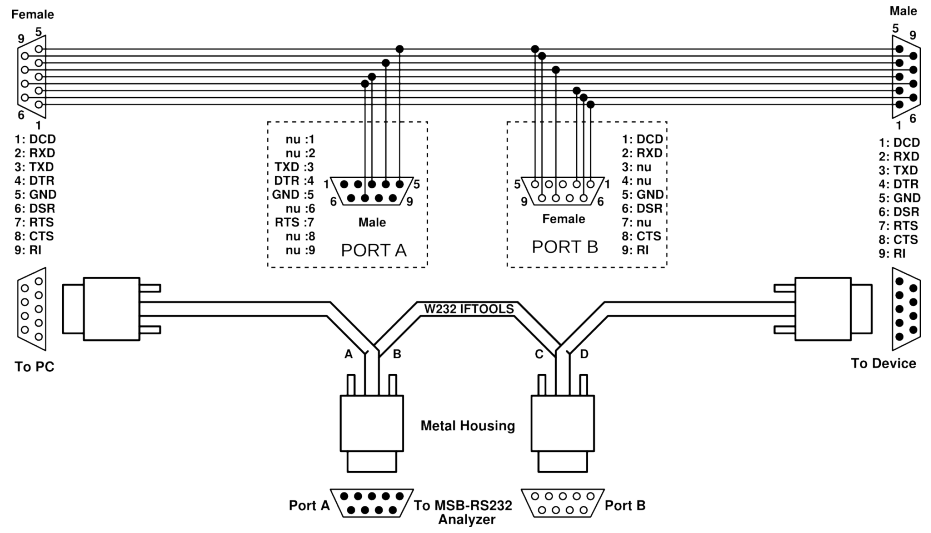 Female
Male
9
5
5
9
6
1
1
6
1: DCD
2: RXD
3: TXD
4: DTR
5: GND
6: DSR
7: RTS
8: CTS
9: RI
nu :1
nu :2
TXD :3
DTR :4
GND :5
nu :6
RTS :7
nu :8
nu :9
1
5
6
9
Male
PORT A
5
1
9
6
Female
PORT B
1: DCD
2: RXD
3: nu
4: nu
5: GND
6: DSR
7: nu
8: CTS
9: RI
1: DCD
2: RXD
3: TXD
4: DTR
5: GND
6: DSR
7: RTS
8: CTS
9: RI
W232 IFTOOLS
A
B
C
D
To PC
To Device
Metal Housing
Port A
To MSB-RS232
Analyzer
Port B